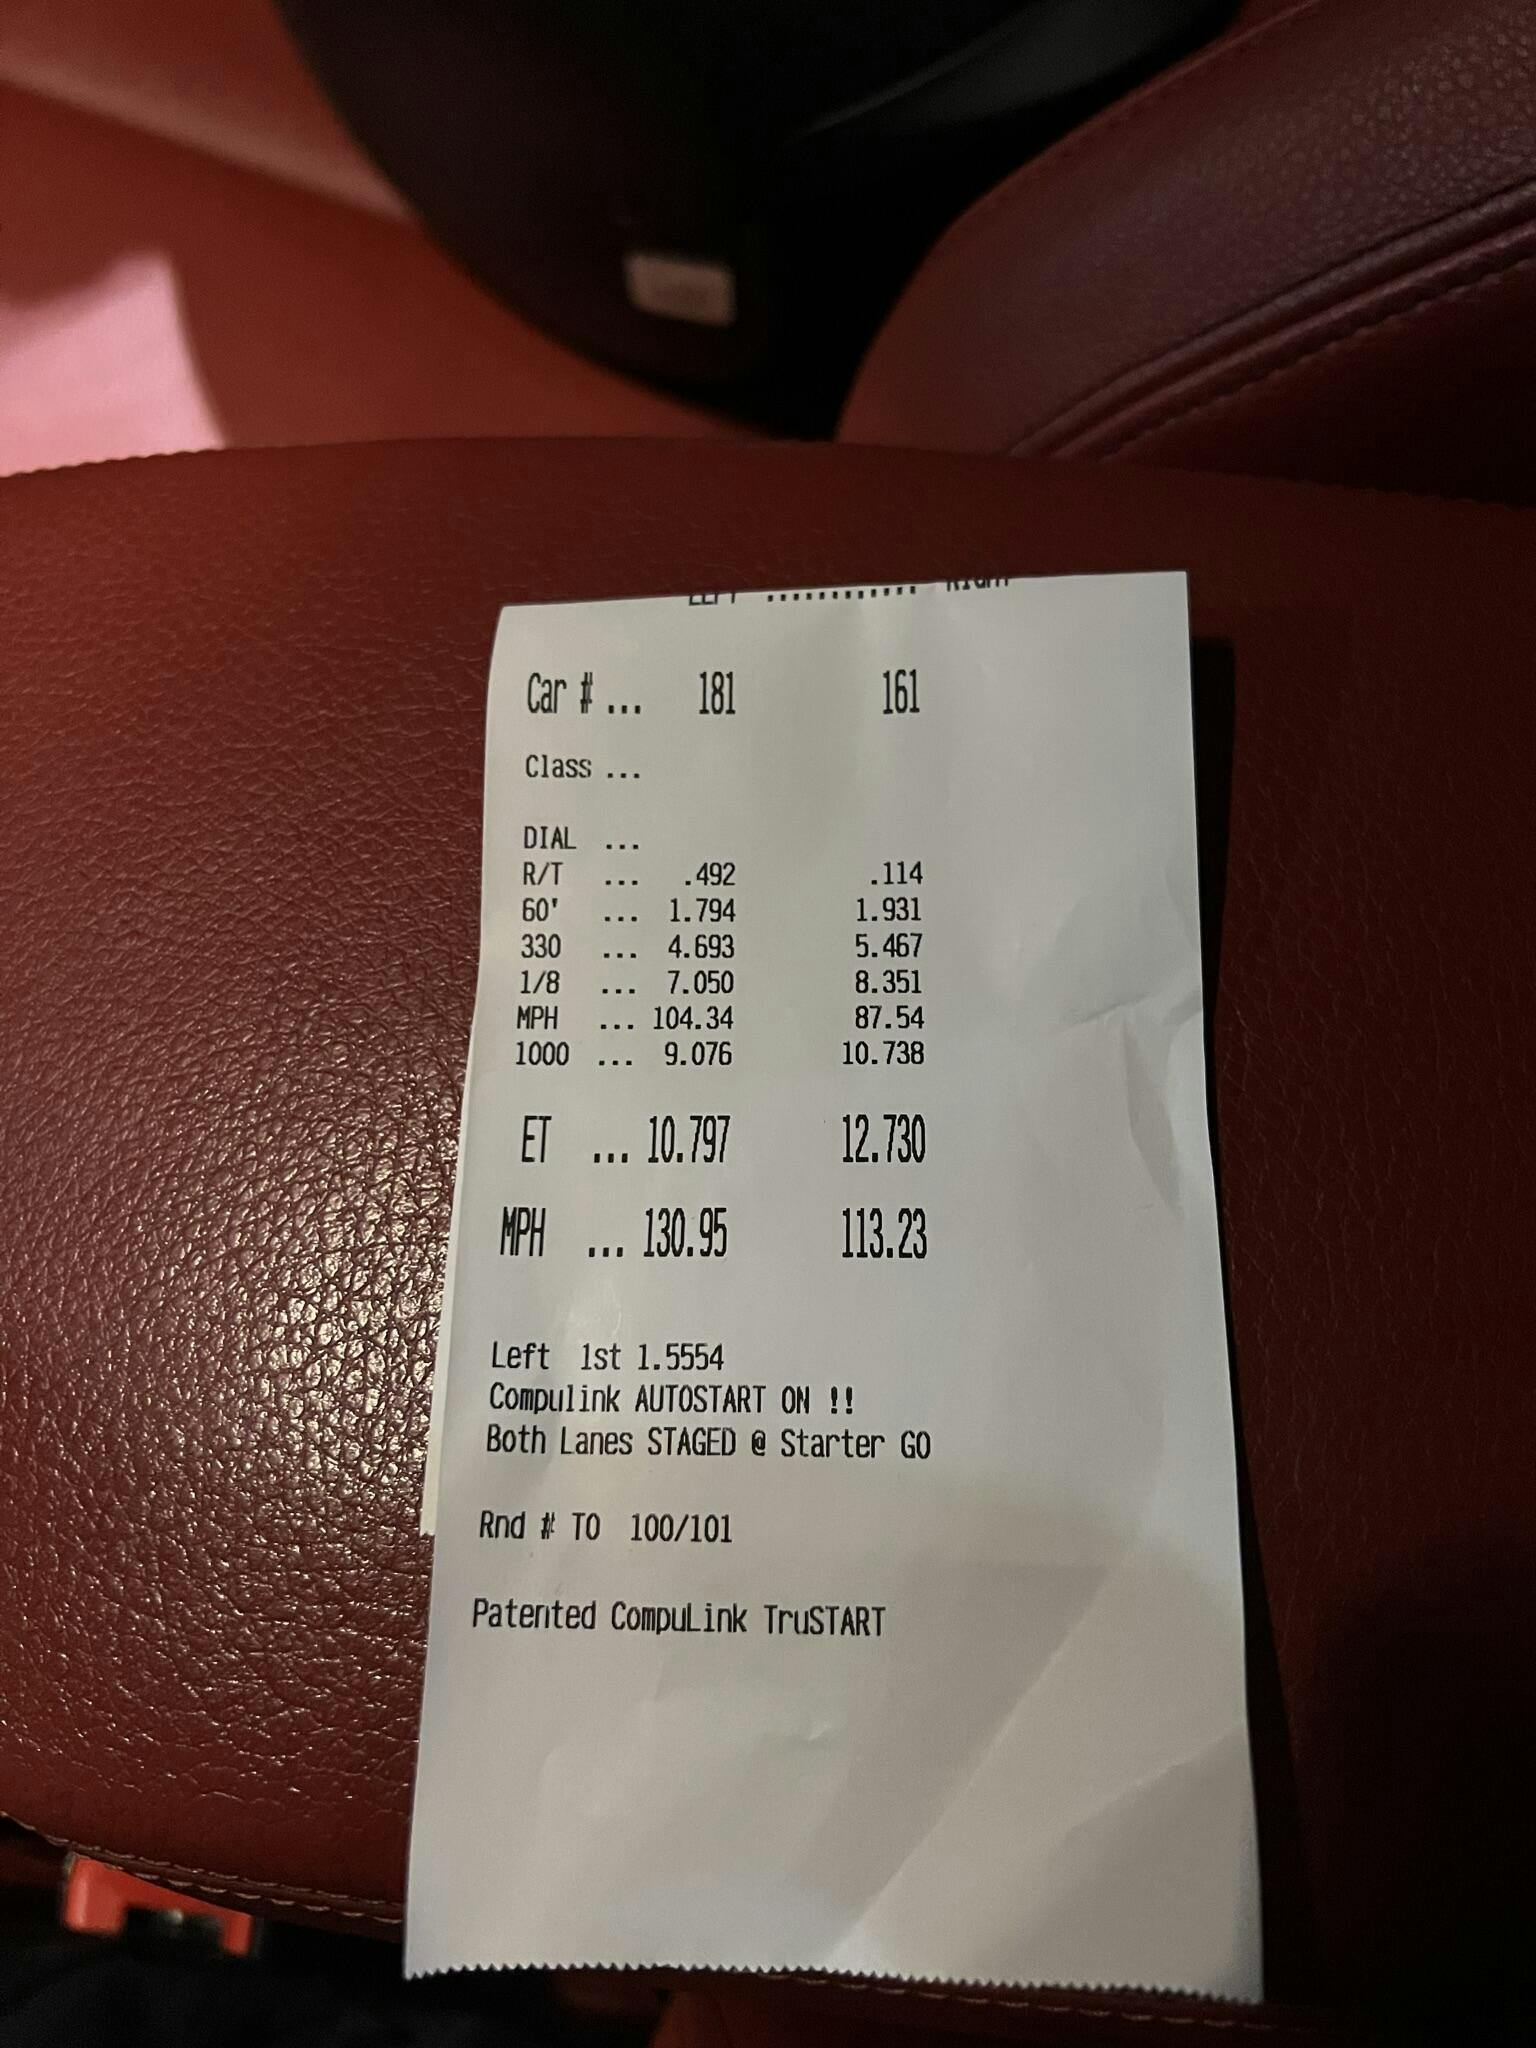 LEFT ............ RIGHT
Car # ... 181 161
Class ...
DIAL ...
R/T ... .492 .114
60' ... 1.794 1.931
330 ... 4.693 5.467
1/8 ... 7.050 8.351
MPH ... 104.34 87.54
1000 ... 9.076 10.738
ET ... 10.797 12.730
MPH ... 130.95 113.23
Left 1st 1.5554
Compulink AUTOSTART ON !!
Both Lanes STAGED @ Starter GO
Rnd # TO 100/101
Patented CompuLink TruSTART